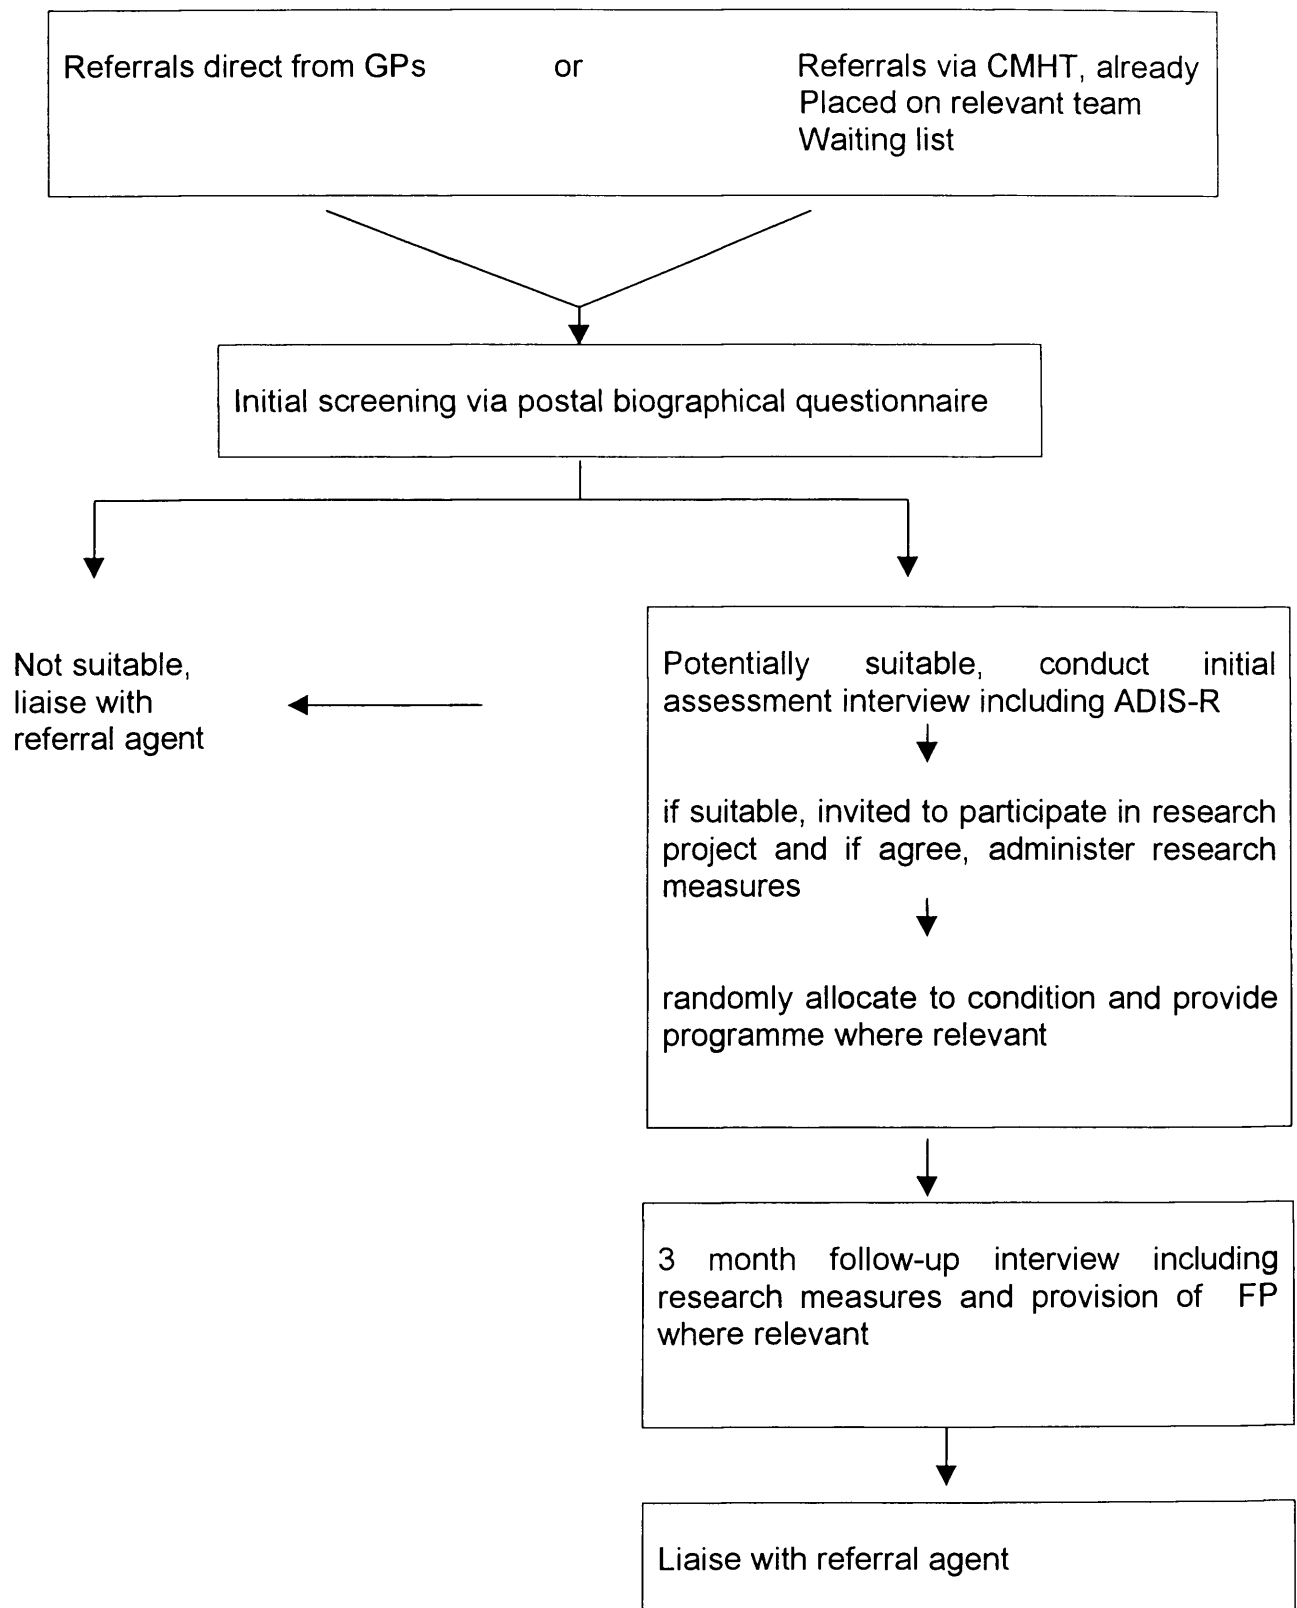 Referrals direct from GPs or Referrals via CMHT, already
Placed on relevant team
Waiting list
Initial screening via postal biographical questionnaire
Not suitable,
liaise with
referral agent
Potentially suitable, conduct initial
assessment interview including ADIS-R
if suitable, invited to participate in research
project and if agree, administer research
measures
randomly allocate to condition and provide
programme where relevant
3 month follow-up interview including
research measures and provision of FP
where relevant
Liaise with referral agent